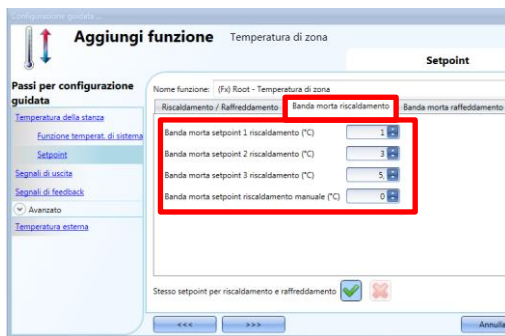 Configurazione guidata ...
Aggiungi funzione Temperatura di zona
Setpoint
Passi per configurazione
guidata
Temperatura della stanza
Funzione temperat. di sistema
Setpoint
Segnali di uscita
Segnali di feedback
Avanzato
Temperatura esterna
Nome funzione: (Fx) Root - Temperatura di zona
Riscaldamento / Raffreddamento Banda morta riscaldamento Banda morta raffeddamento
Banda morta setpoint 1 riscaldamento (°C) 1
Banda morta setpoint 2 riscaldamento (°C) 3
Banda morta setpoint 3 riscaldamento (°C) 5,
Banda morta setpoint riscaldamento manuale (°C) 0
Stesso setpoint per riscaldamento e raffreddamento
<<< >>> Annulla